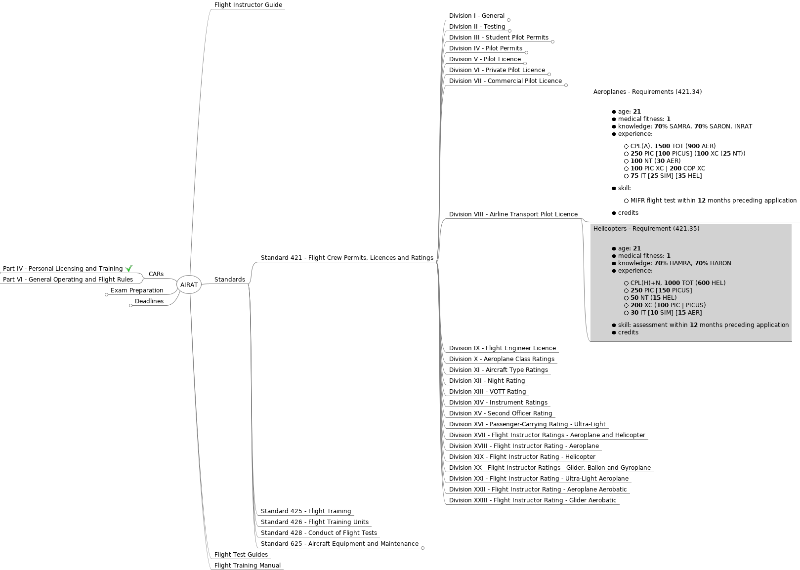 Flight Instructor Guide
Division I - General
Division II - Testing
Division III - Student Pilot Permits
Division IV - Pilot Permits
Division V - Pilot Licence
Division VI - Private Pilot Licence
Division VII - Commercial Pilot Licence
Aeroplanes - Requirements (421.34)
age: 21
medical fitness: 1
knowledge: 70% SAMRA, 70% SARON, INRAT
experience:
CPL(A), 1500 TOT (900 AER)
250 PIC [100 PICUS] (100 XC (25 NT))
100 NT (30 AER)
100 PIC XC | 200 COP XC
75 IT [25 SIM] [35 HEL]
skill:
MIFR flight test within 12 months preceding application
credits
Division VIII - Airline Transport Pilot Licence
Helicopters - Requirement (421.35)
age: 21
medical fitness: 1
knowledge: 70% HAMRA, 70% HARON
experience:
CPL(H)+N, 1000 TOT (600 HEL)
250 PIC [150 PICUS]
50 NT (15 HEL)
200 XC (100 PIC | PICUS)
30 IT [10 SIM] [15 AER]
skill: assessment within 12 months preceding application
credits
Standard 421 - Flight Crew Permits, Licences and Ratings
Part IV - Personal Licensing and Training
CARs
Part VI - General Operating and Flight Rules
Standards
AIRAT
Exam Preparation
Deadlines
Division IX - Flight Engineer Licence
Division X - Aeroplane Class Ratings
Division XI - Aircraft Type Ratings
Division XII - Night Rating
Division XIII - VOTT Rating
Division XIV - Instrument Ratings
Division XV - Second Officer Rating
Division XVI - Passenger-Carrying Rating - Ultra-Light
Division XVII - Flight Instructor Ratings - Aeroplane and Helicopter
Division XVIII - Flight Instructor Rating - Aeroplane
Division XIX - Flight Instructor Rating - Helicopter
Division XX - Flight Instructor Ratings - Glider, Ballon and Gyroplane
Division XXI - Flight Instructor Rating - Ultra-Light Aeroplane
Division XXII - Flight Instructor Rating - Aeroplane Aerobatic
Division XXIII - Flight Instructor Rating - Glider Aerobatic
Standard 425 - Flight Training
Standard 426 - Flight Training Units
Standard 428 - Conduct of Flight Tests
Standard 625 - Aircraft Equipment and Maintenance
Flight Test Guides
Flight Training Manual